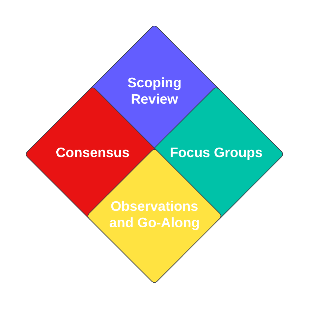 Scoping
Review
Consensus
Focus Groups
Observations
and Go-Along